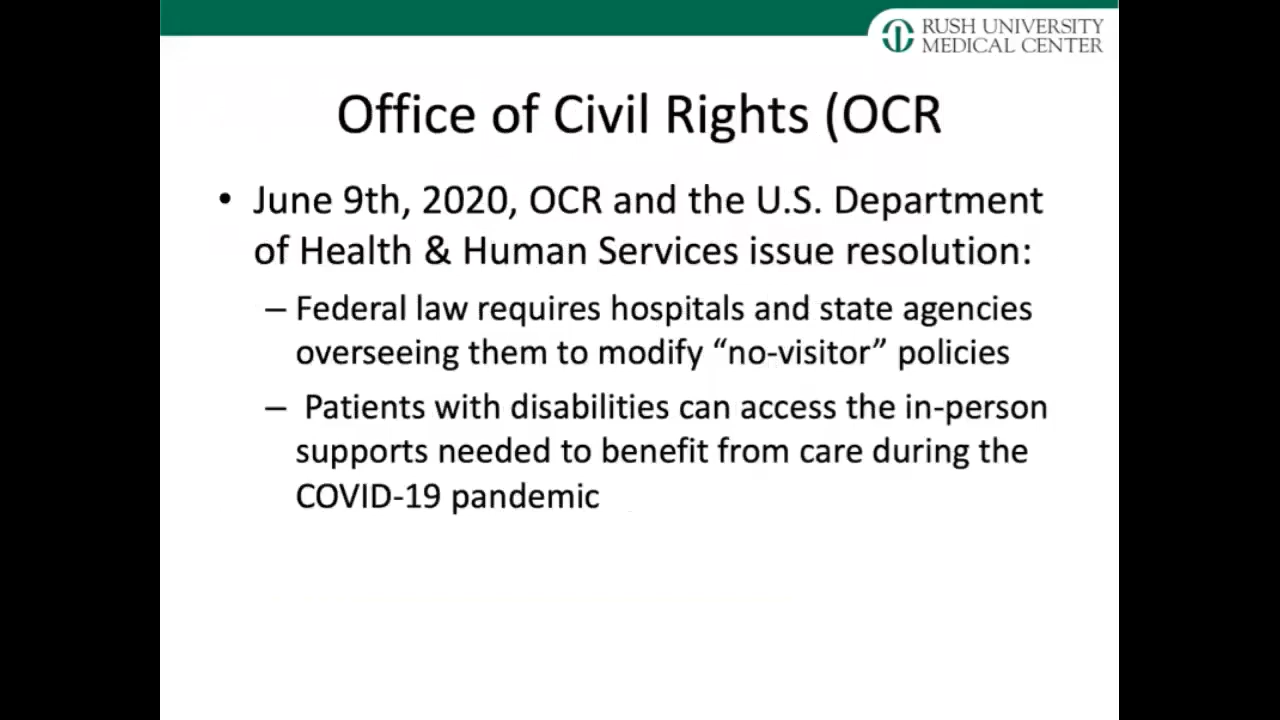 RUSH UNIVERSITY
MEDICAL CENTER
Office of Civil Rights (OCR
• June 9th, 2020, OCR and the U.S. Department
of Health & Human Services issue resolution:
– Federal law requires hospitals and state agencies
overseeing them to modify “no-visitor” policies
– Patients with disabilities can access the in-person
supports needed to benefit from care during the
COVID-19 pandemic